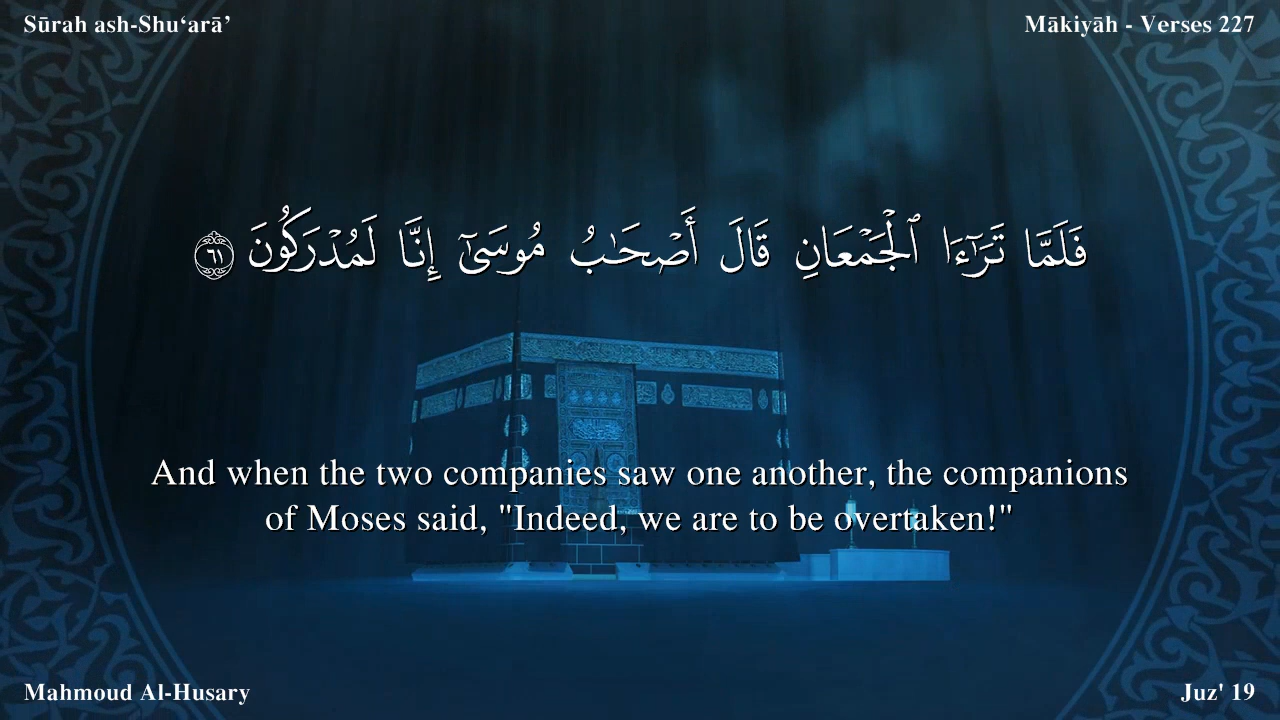 Sūrah ash-Shu‘arā’
Mākiyāh - Verses 227
فَلَمَّا تَرَٰٓءَا ٱلْجَمْعَانِ قَالَ أَصْحَٰبُ مُوسَىٰٓ إِنَّا لَمُدْرَكُونَ ٦١
And when the two companies saw one another, the companions
of Moses said, "Indeed, we are to be overtaken!"
Mahmoud Al-Husary
Juz' 19